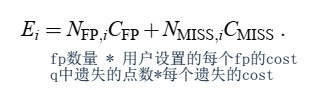 E_i = N_{FP,i}C_{FP} + N_{MISS,i}C_{MISS} .
fp数量 * 用户设置的每个fp的cost
q中遗失的点数*每个遗失的cost